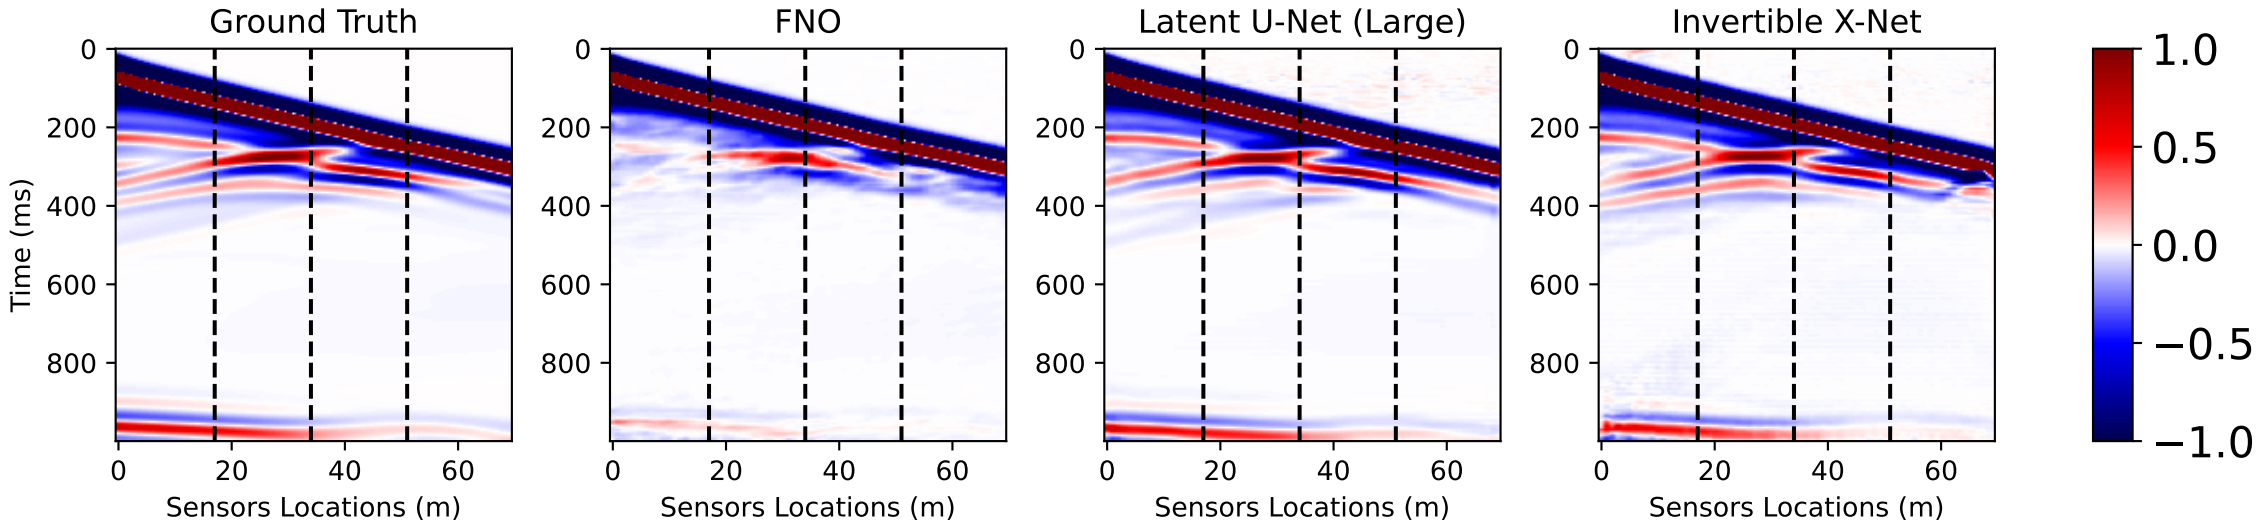 Ground Truth
FNO
Latent U-Net (Large)
Invertible X-Net
Time (ms)
0
200
400
600
800
0 20 40 60
Sensors Locations (m)
0
200
400
600
800
0 20 40 60
Sensors Locations (m)
0
200
400
600
800
0 20 40 60
Sensors Locations (m)
0
200
400
600
800
0 20 40 60
Sensors Locations (m)
1.0
0.5
0.0
−0.5
−1.0